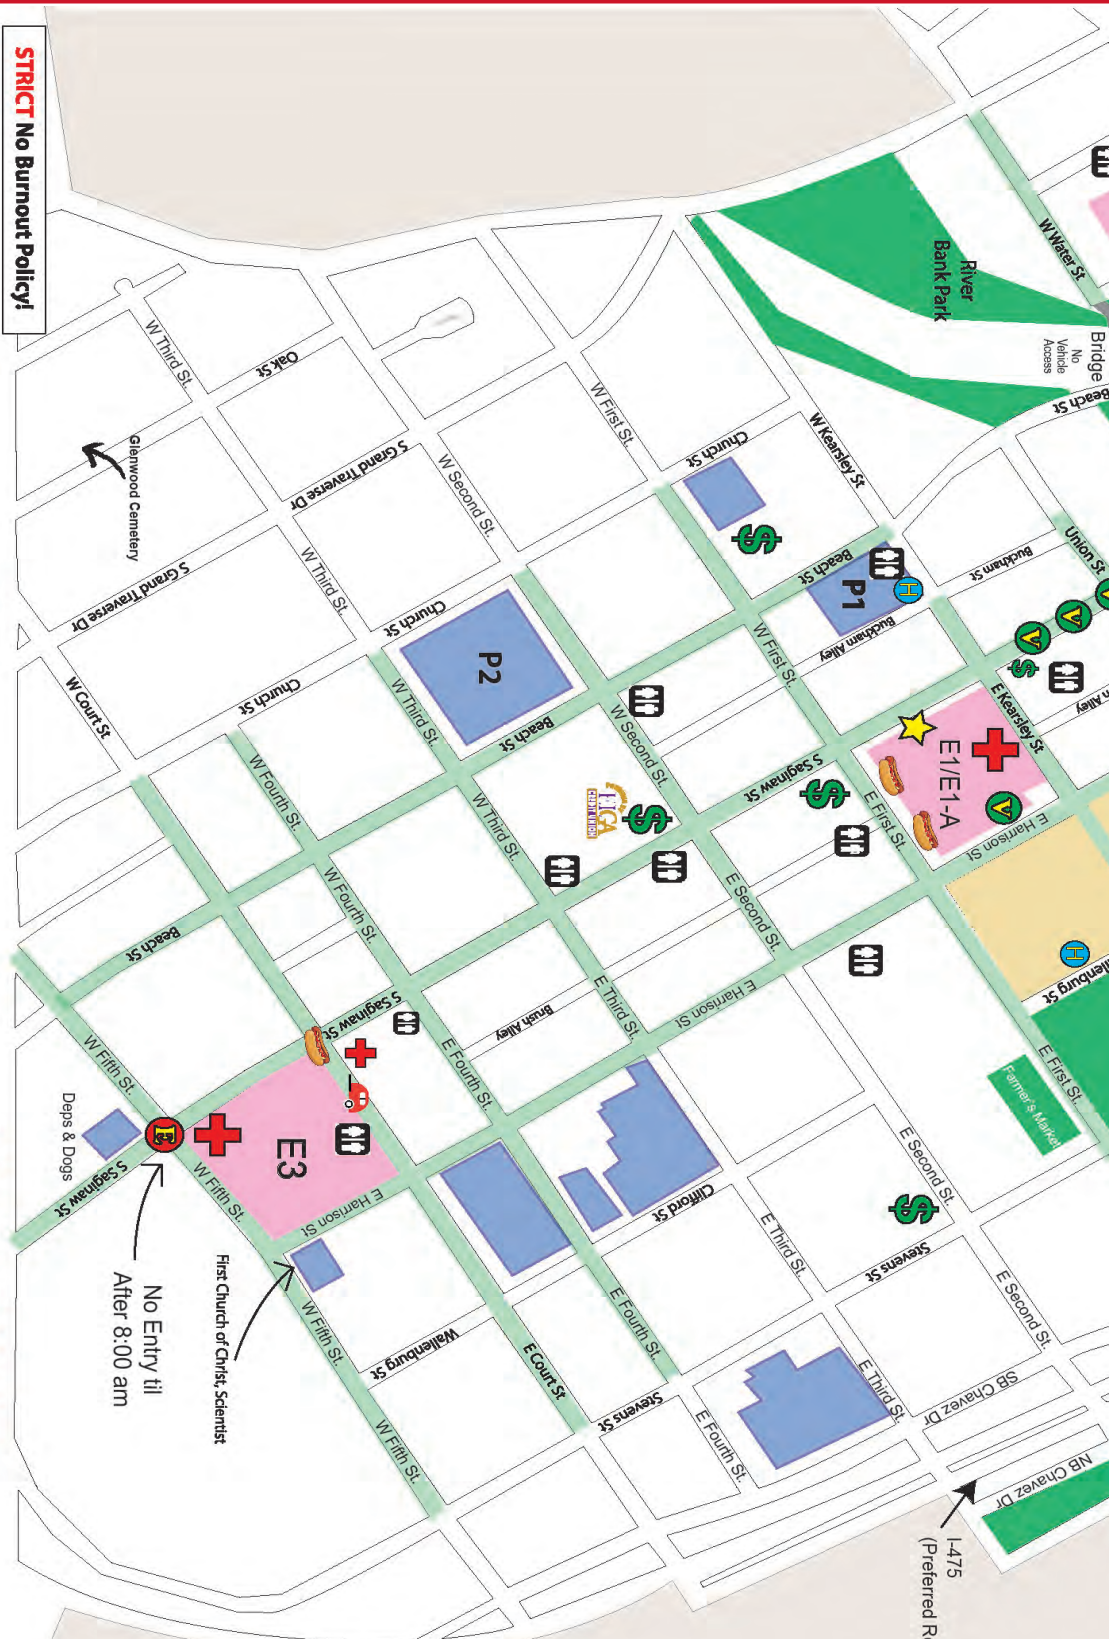 STRICT No Burnout Policy!
W Water St
River
Bank Park
Bridge
No
Vehicle
Access
Beach St
W Third St.
Oak St
W First St.
W Kearsley St
Church St
Glenwood Cemetery
S Grand Traverse Dr
W Second St.
Union St
Buckham St
S Grand Traverse Dr
W Third St.
Church St
Beach St
P1
H
Buckham Alley
W First St.
A
A
A
$
$
E Kearsley St
P2
W Court St
Church St
W Third St.
Beach St
W Second St.
S Saginaw St
E1/E1-A
A
E First St.
E Harrison St
$
$
W Fourth St.
W Third St.
W Fourth St.
E Second St.
Beach St
H
E Harrison St
E Third St.
Brush Alley
S Saginaw St
E Fourth St.
E First St.
Farmer's Market
W Fifth St.
Deps & Dogs
E
E3
S Saginaw St
W Fifth St.
E Harrison St
Clifford St
E Second St.
$
E Third St.
Stevens St
No Entry til
After 8:00 am
First Church of Christ, Scientist
W Fifth St.
Wallenburg St
E Court St
E Fourth St.
E Second St.
E Third St.
SB Chavez Dr
Stevens St
E Fourth St.
W Fifth St.
NB Chavez Dr
I-475
(Preferred